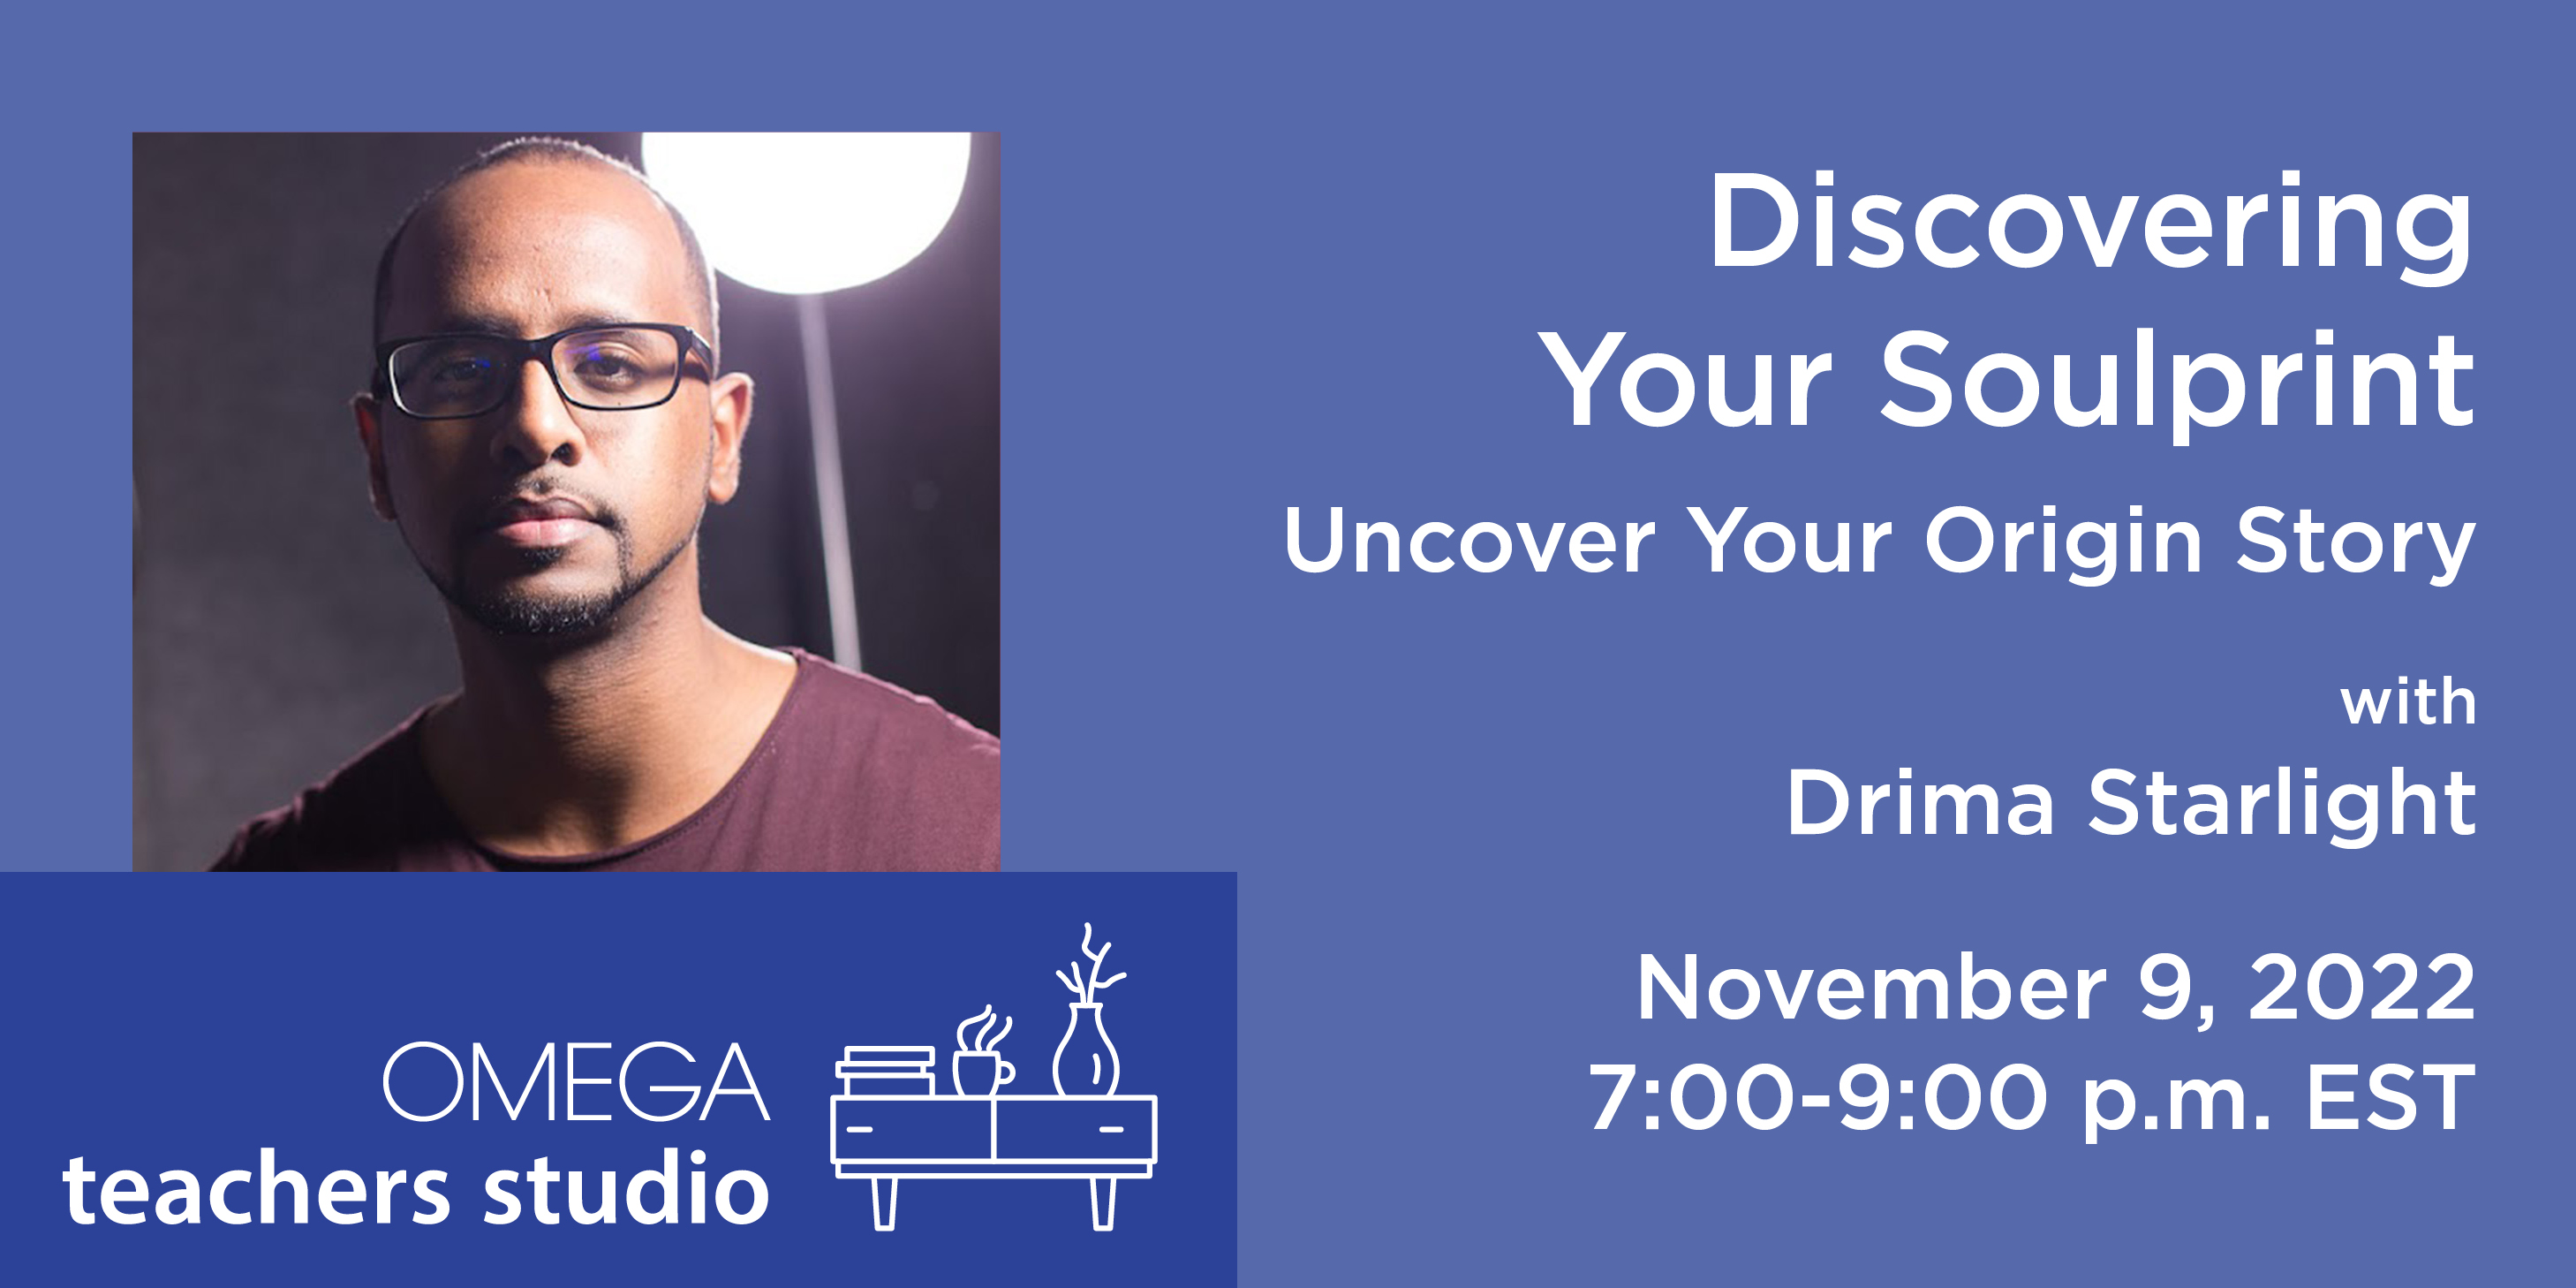 Discovering
Your Soulprint
Uncover Your Origin Story
with
Drima Starlight
November 9, 2022
7:00-9:00 p.m. EST
OMEGA
teachers studio